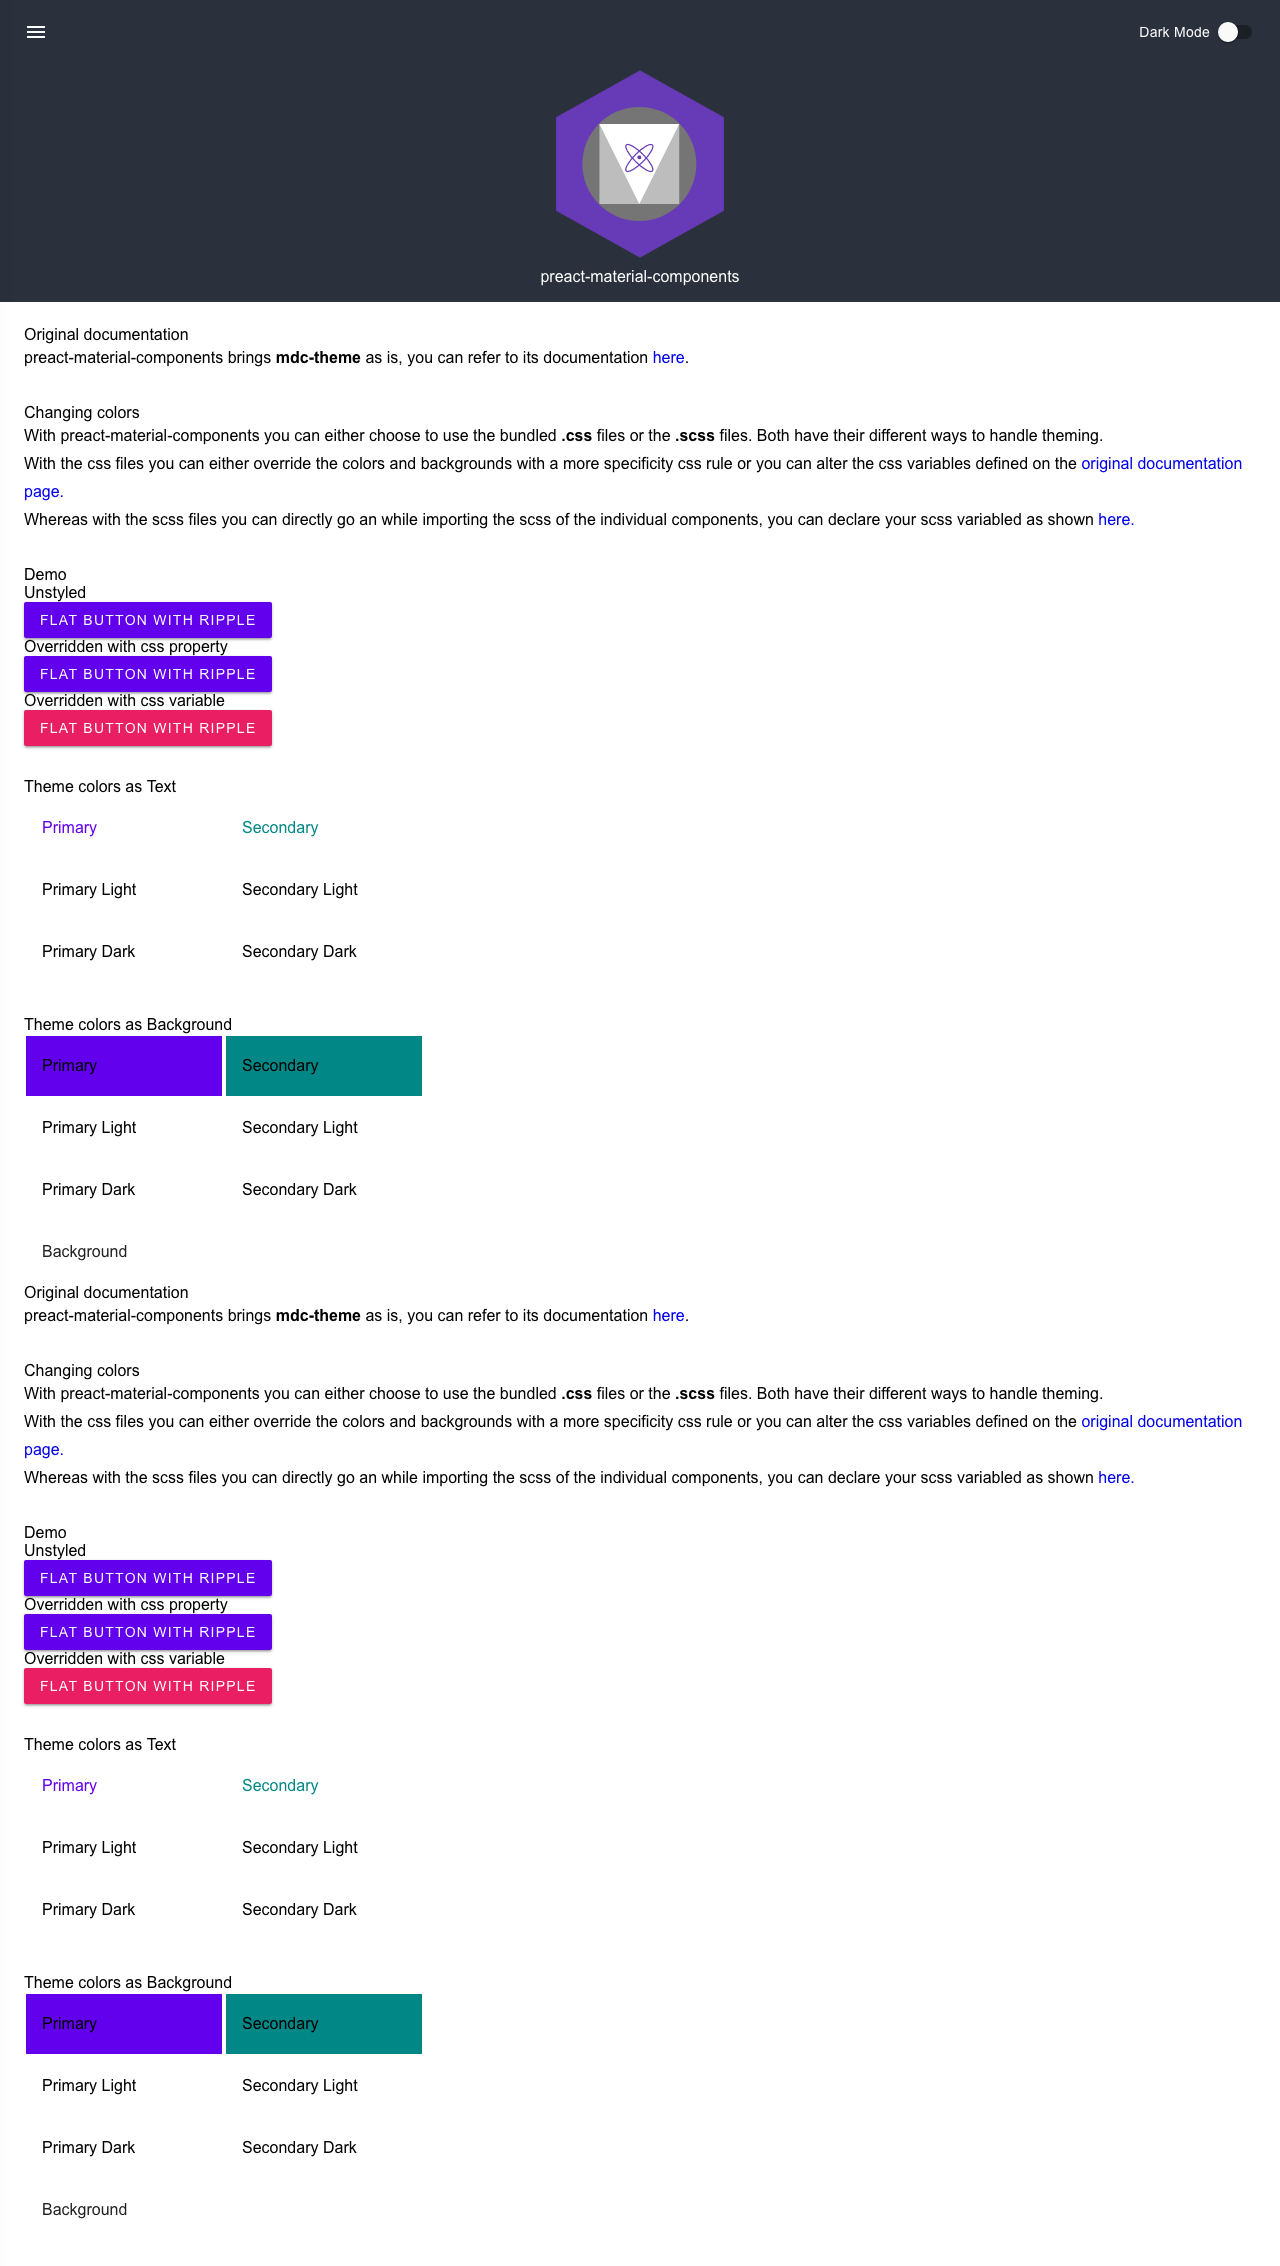 Dark Mode
preact-material-components
Original documentation
preact-material-components brings mdc-theme as is, you can refer to its documentation here.
Changing colors
With preact-material-components you can either choose to use the bundled .css files or the .scss files. Both have their different ways to handle theming.
With the css files you can either override the colors and backgrounds with a more specificity css rule or you can alter the css variables defined on the original documentation
page.
Whereas with the scss files you can directly go an while importing the scss of the individual components, you can declare your scss variabled as shown here.
Demo
Unstyled
FLAT BUTTON WITH RIPPLE
Overridden with css property
FLAT BUTTON WITH RIPPLE
Overridden with css variable
FLAT BUTTON WITH RIPPLE
Theme colors as Text
Primary Secondary
Primary Light Secondary Light
Primary Dark Secondary Dark
Theme colors as Background
Primary Secondary
Primary Light Secondary Light
Primary Dark Secondary Dark
Background
Original documentation
preact-material-components brings mdc-theme as is, you can refer to its documentation here.
Changing colors
With preact-material-components you can either choose to use the bundled .css files or the .scss files. Both have their different ways to handle theming.
With the css files you can either override the colors and backgrounds with a more specificity css rule or you can alter the css variables defined on the original documentation
page.
Whereas with the scss files you can directly go an while importing the scss of the individual components, you can declare your scss variabled as shown here.
Demo
Unstyled
FLAT BUTTON WITH RIPPLE
Overridden with css property
FLAT BUTTON WITH RIPPLE
Overridden with css variable
FLAT BUTTON WITH RIPPLE
Theme colors as Text
Primary Secondary
Primary Light Secondary Light
Primary Dark Secondary Dark
Theme colors as Background
Primary Secondary
Primary Light Secondary Light
Primary Dark Secondary Dark
Background